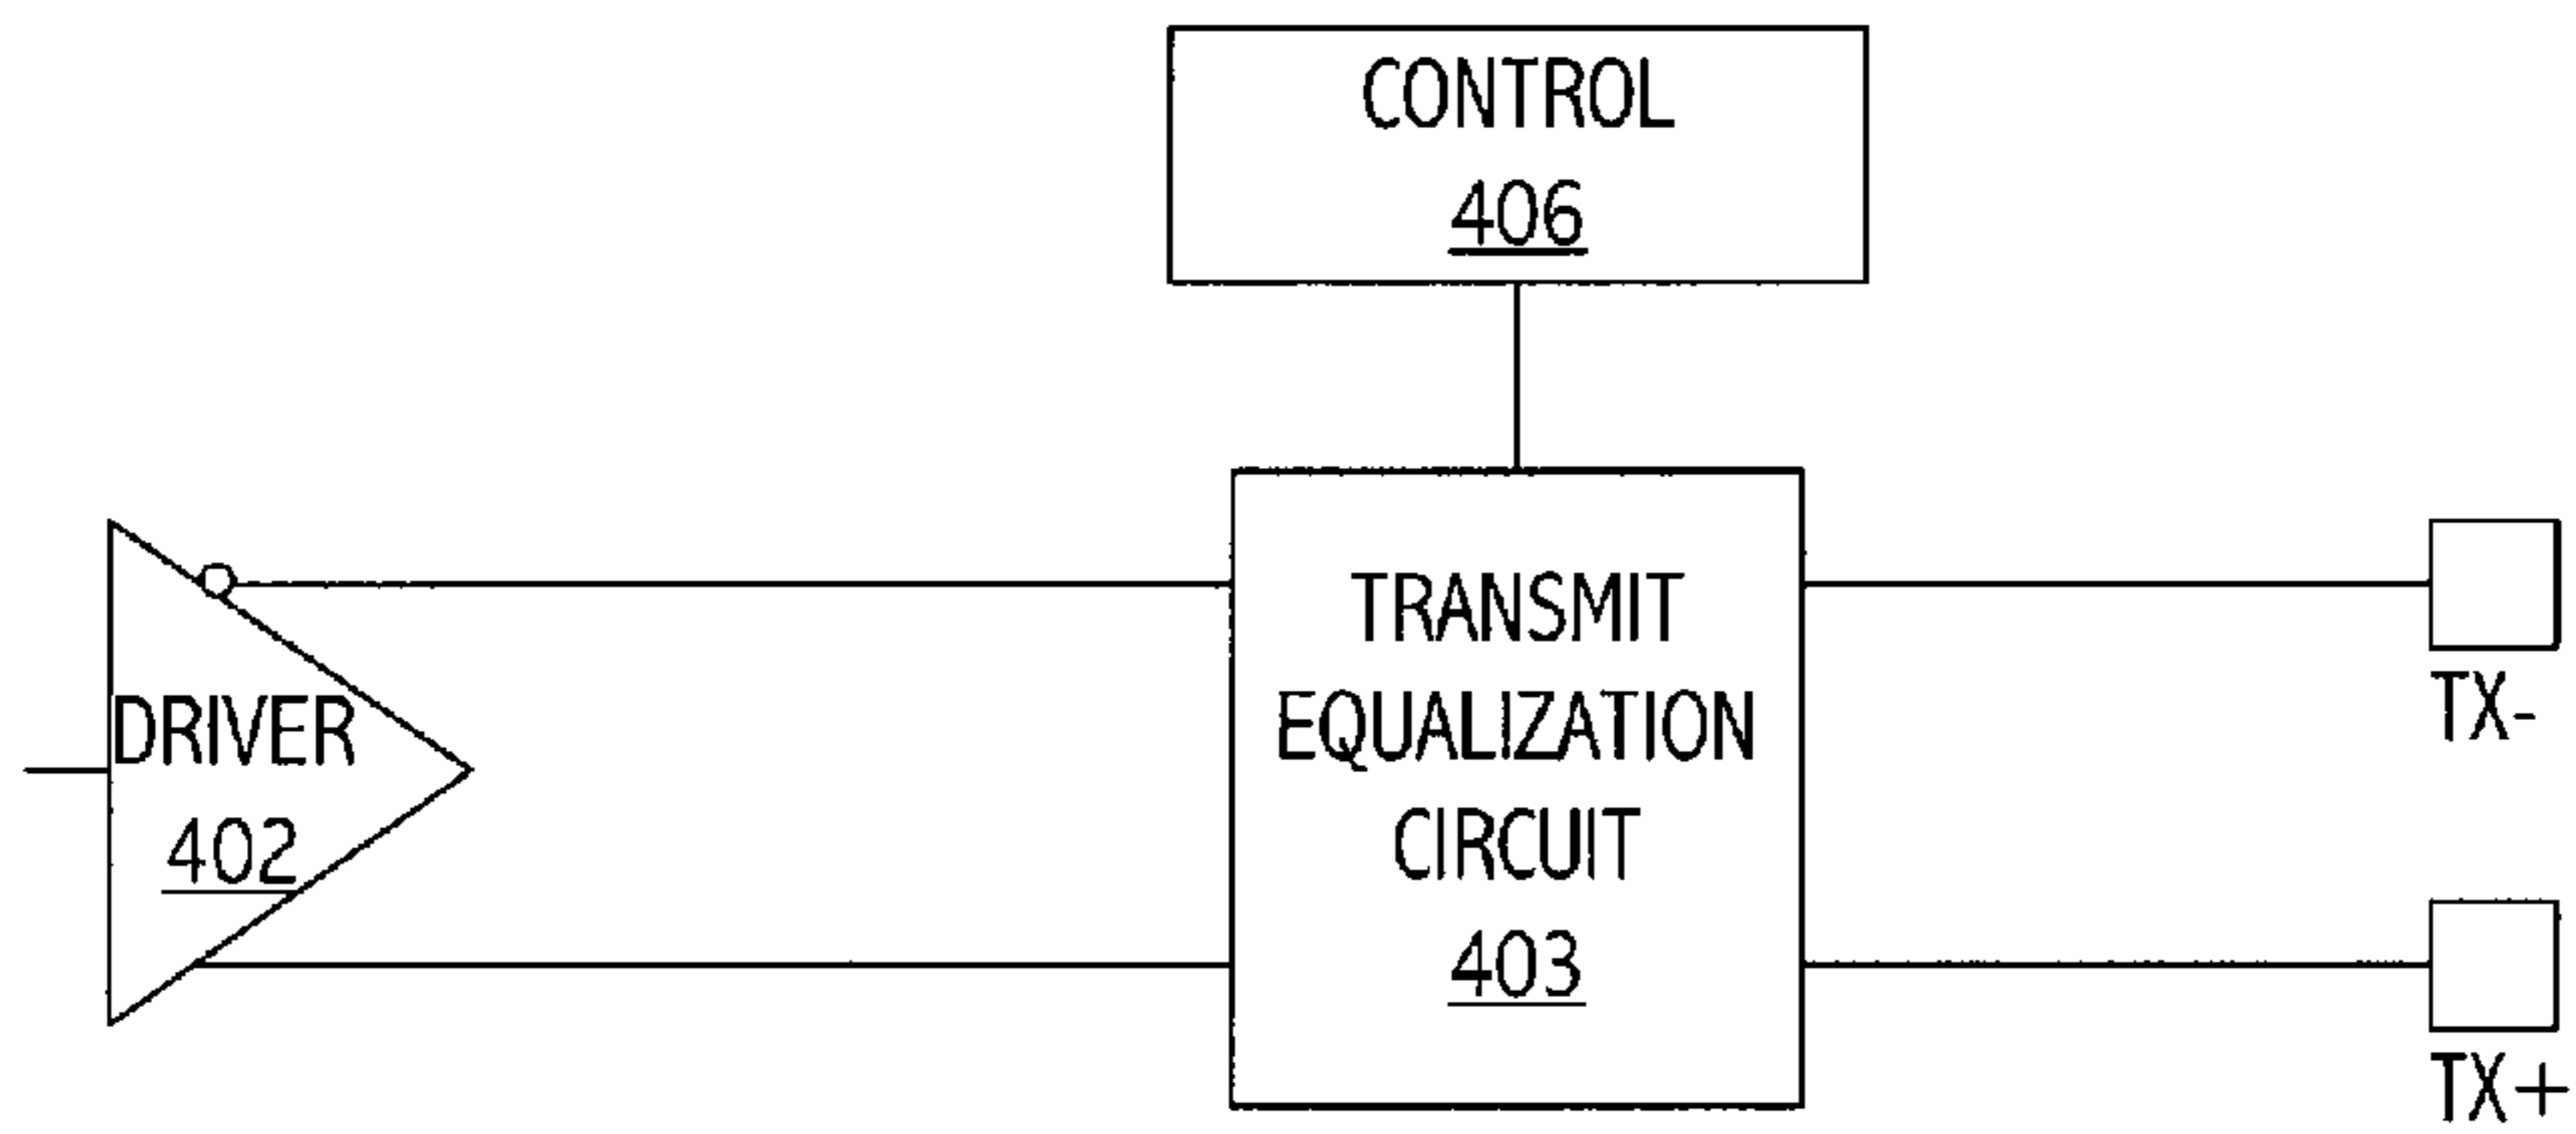 CONTROL
406
DRIVER
402
TRANSMIT
EQUALIZATION
CIRCUIT
403
TX-
TX+